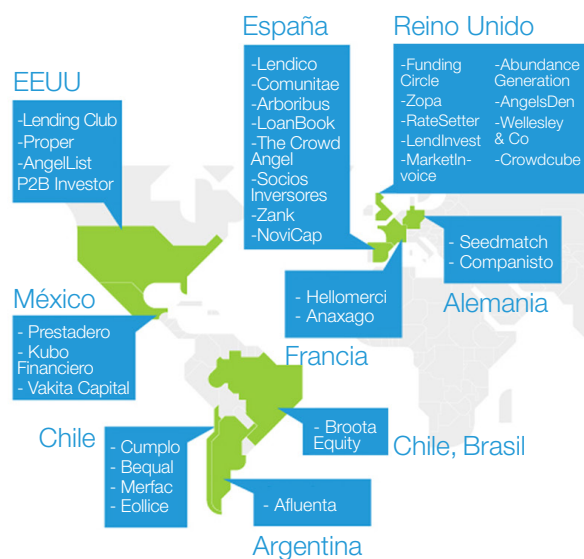 EEUU
-Lending Club
-Proper
-AngelList
P2B Investor
España
-Lendico
-Comunitae
-Arboribus
-LoanBook
-The Crowd
Angel
-Socios
Inversores
-Zank
-NoviCap
Reino Unido
-Funding
Circle
-Zopa
-RateSetter
-LendInvest
-MarketIn-
voice
-Abundance
Generation
-AngelsDen
-Wellesley
& Co
-Crowdcube
- Seedmatch
- Companisto
Alemania
- Hellomerci
- Anaxago
Francia
México
- Prestadero
- Kubo
Financiero
- Vakita Capital
Chile
- Cumplo
- Bequal
- Merfac
- Eollice
- Broota
Equity
Chile, Brasil
- Afluenta
Argentina